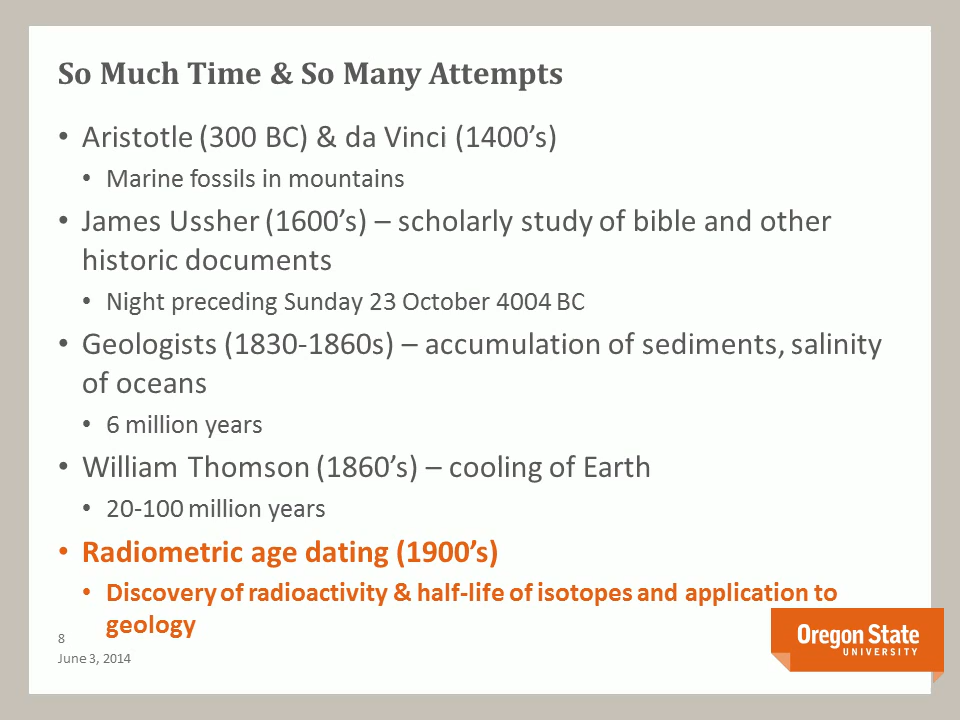 So Much Time & So Many Attempts
• Aristotle (300 BC) & da Vinci (1400’s)
• Marine fossils in mountains
• James Ussher (1600’s) – scholarly study of bible and other
historic documents
• Night preceding Sunday 23 October 4004 BC
• Geologists (1830-1860s) – accumulation of sediments, salinity
of oceans
• 6 million years
• William Thomson (1860’s) – cooling of Earth
• 20-100 million years
• Radiometric age dating (1900’s)
• Discovery of radioactivity & half-life of isotopes and application to
geology
8
June 3, 2014
Oregon State
UNIVERSITY